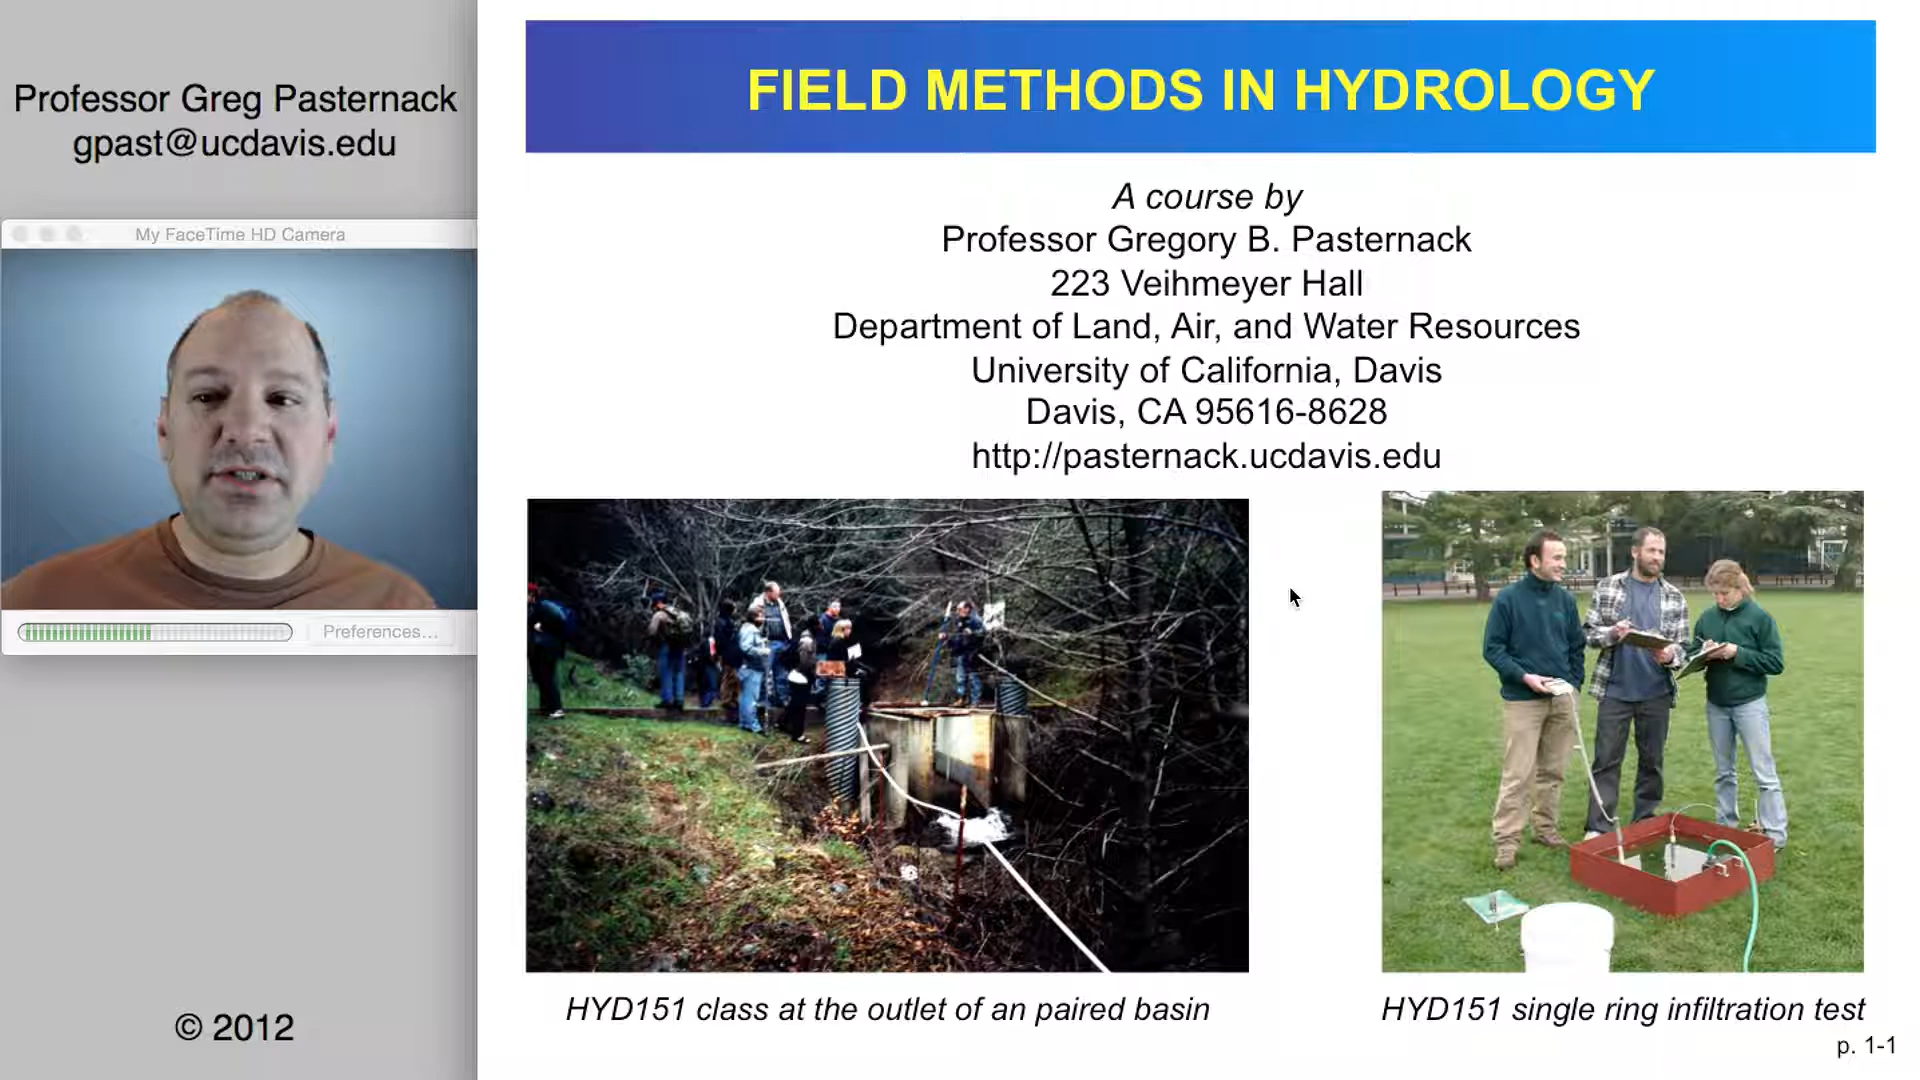 Professor Greg Pasternack
gpast@ucdavis.edu
My FaceTime HD Camera
Preferences...
© 2012
FIELD METHODS IN HYDROLOGY
A course by
Professor Gregory B. Pasternack
223 Veihmeyer Hall
Department of Land, Air, and Water Resources
University of California, Davis
Davis, CA 95616-8628
http://pasternack.ucdavis.edu
HYD151 class at the outlet of an paired basin
HYD151 single ring infiltration test
p. 1-1